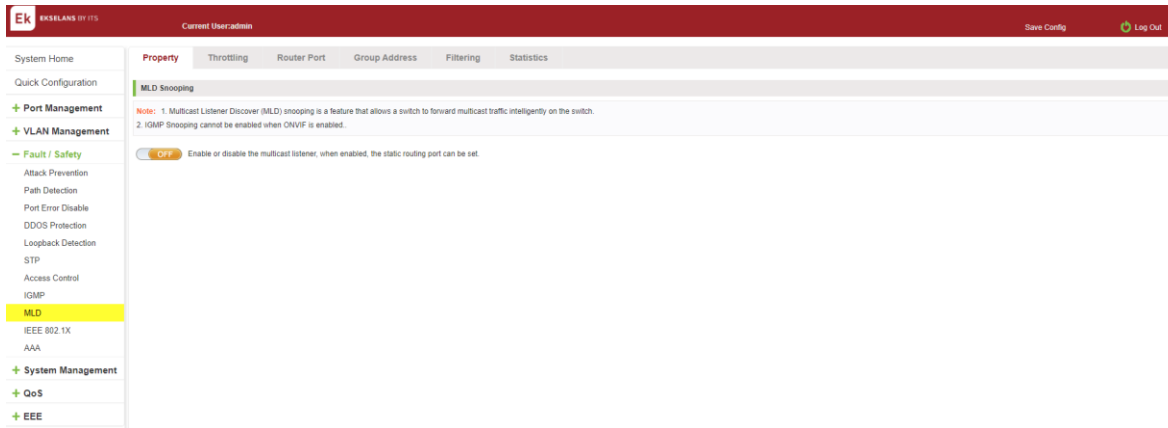 Ek EKSELANS BY ITS
Current User:admin
Save Config
Log Out
System Home
Quick Configuration
+ Port Management
+ VLAN Management
− Fault / Safety
Attack Prevention
Path Detection
Port Error Disable
DDOS Protection
Loopback Detection
STP
Access Control
IGMP
MLD
IEEE 802.1X
AAA
+ System Management
+ QoS
+ EEE
Property Throttling Router Port Group Address Filtering Statistics
MLD Snooping
Note: 1. Multicast Listener Discover (MLD) snooping is a feature that allows a switch to forward multicast traffic intelligently on the switch.
2. IGMP Snooping cannot be enabled when ONVIF is enabled..
OFF Enable or disable the multicast listener, when enabled, the static routing port can be set.